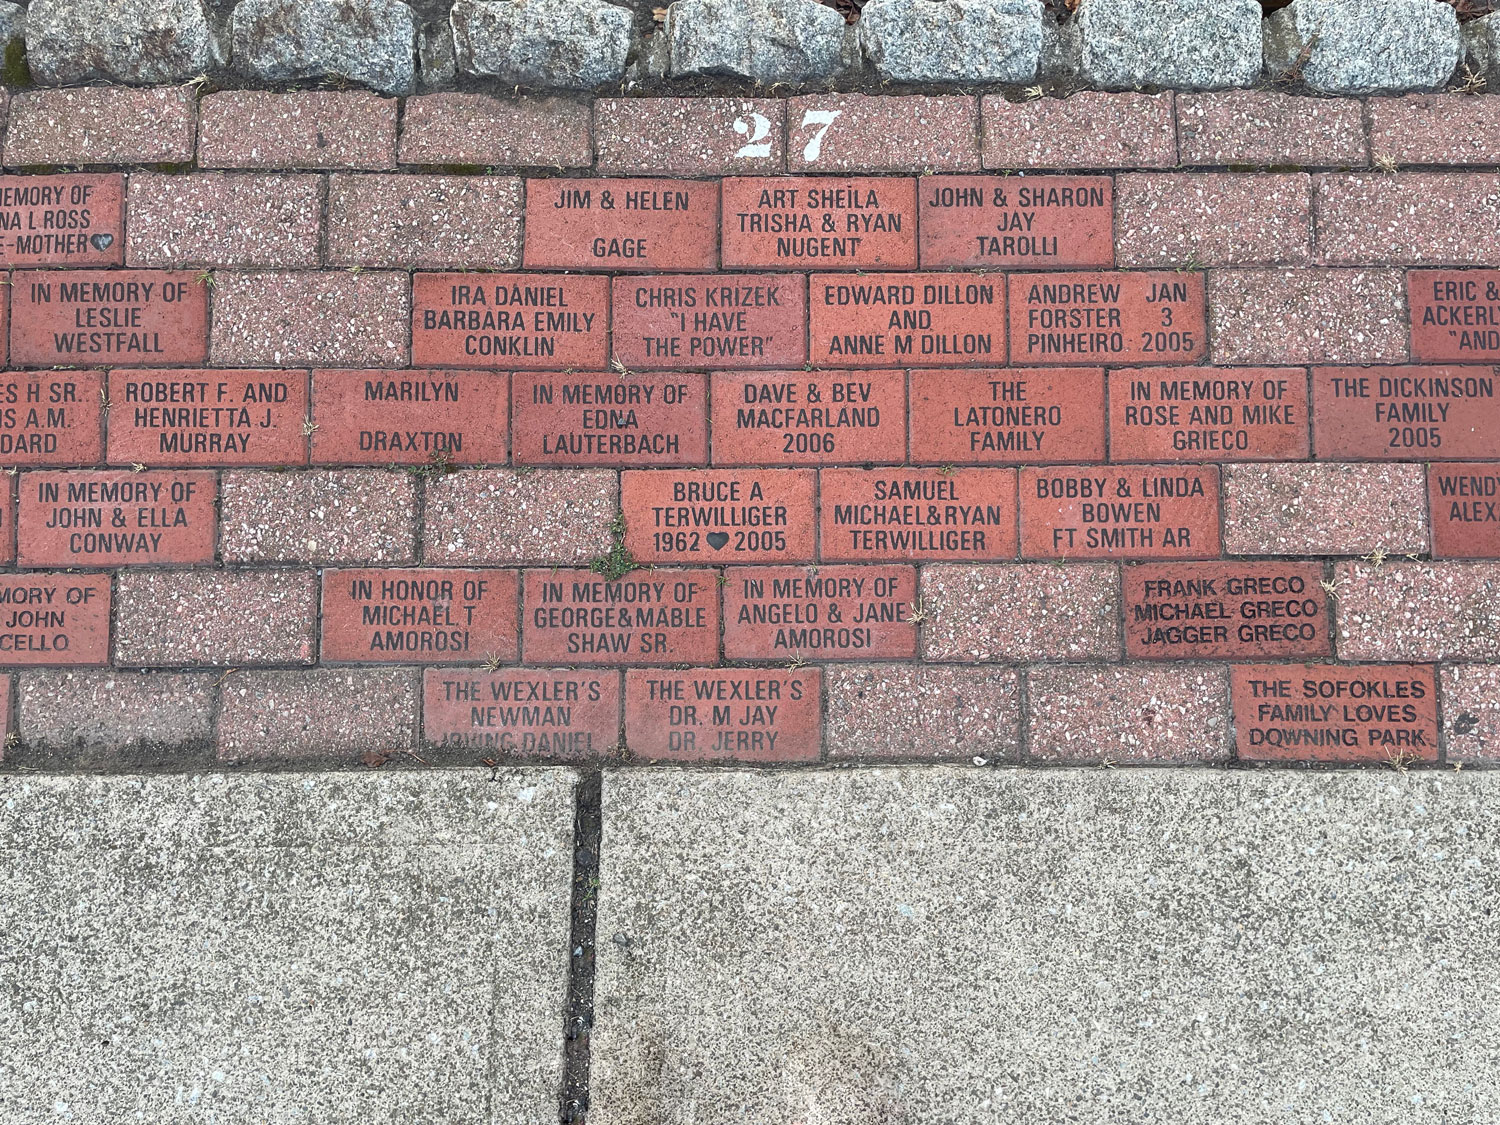 27
EMORY OF
NA L ROSS
E-MOTHER
JIM & HELEN
GAGE
ART SHEILA
TRISHA & RYAN
NUGENT
JOHN & SHARON
JAY
TAROLLI
IN MEMORY OF
LESLIE
WESTFALL
IRA DANIEL
BARBARA EMILY
CONKLIN
CHRIS KRIZEK
"I HAVE
THE POWER"
EDWARD DILLON
AND
ANNE M DILLON
ANDREW JAN
FORSTER 3
PINHEIRO 2005
ERIC &
ACKERL
"AND
ES H SR.
IS A.M.
DARD
ROBERT F. AND
HENRIETTA J.
MURRAY
MARILYN
DRAXTON
IN MEMORY OF
EDNA
LAUTERBACH
DAVE & BEV
MACFARLAND
2006
THE
LATONERO
FAMILY
IN MEMORY OF
ROSE AND MIKE
GRIECO
THE DICKINSON
FAMILY
2005
IN MEMORY OF
JOHN & ELLA
CONWAY
BRUCE A
TERWILLIGER
1962 ♥ 2005
SAMUEL
MICHAEL&RYAN
TERWILLIGER
BOBBY & LINDA
BOWEN
FT SMITH AR
WEND
ALEX
MORY OF
JOHN
CELLO
IN HONOR OF
MICHAEL T
AMOROSI
IN MEMORY OF
GEORGE&MABLE
SHAW SR.
IN MEMORY OF
ANGELO & JANE
AMOROSI
FRANK GRECO
MICHAEL GRECO
JAGGER GRECO
THE WEXLER'S
NEWMAN
IRVING DANIEL
THE WEXLER'S
DR. M JAY
DR. JERRY
THE SOFOKLES
FAMILY LOVES
DOWNING PARK